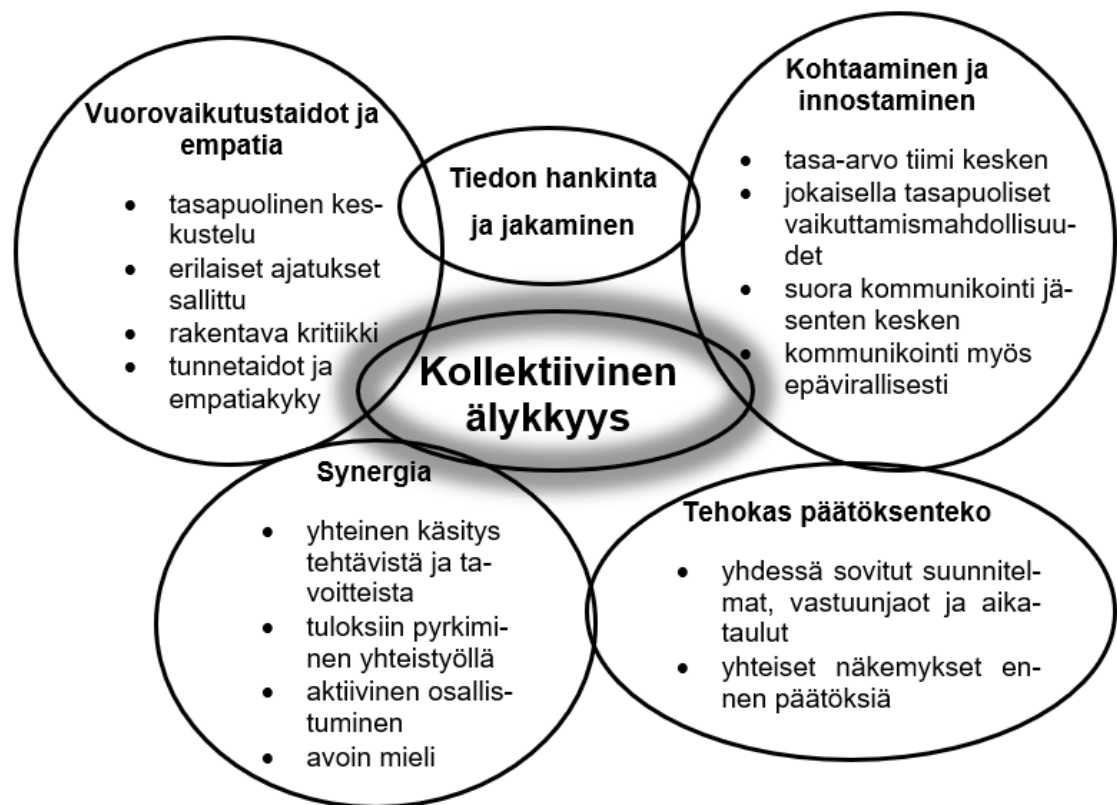 Vuorovaikutustaidot ja
empatia
• tasapuolinen kes-
kustelu
• erilaiset ajatukset
sallittu
• rakentava kritiikki
• tunnetaidot ja
empatiakyky
Tiedon hankinta
ja jakaminen
Kohtaaminen ja
innostaminen
• tasa-arvo tiimi kesken
• jokaisella tasapuoliset
vaikuttamismahdollisuu-
det
• suora kommunikointi jä-
senten kesken
• kommunikointi myös
epävirallisesti
Kollektiivinen
älykkyys
Synergia
• yhteinen käsitys
tehtävistä ja ta-
voitteista
• tuloksiin pyrkimi-
nen yhteistyöllä
• aktiivinen osallis-
tuminen
• avoin mieli
Tehokas päätöksenteko
• yhdessä sovitut suunnitel-
mat, vastuunjaot ja aika-
taulut
• yhteiset näkemykset en-
nen päätöksiä